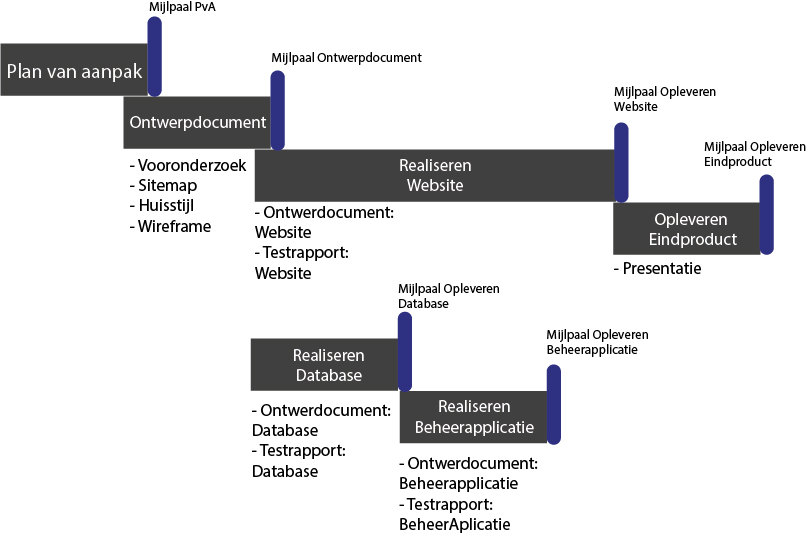 Mijlpaal PvA
Plan van aanpak
Mijlpaal Ontwerpdocument
Ontwerpdocument
- Vooronderzoek
- Sitemap
- Huisstijl
- Wireframe
Mijlpaal Opleveren
Website
Realiseren
Website
- Ontwerdocument:
Website
- Testrapport:
Website
Mijlpaal Opleveren
Eindproduct
Opleveren
Eindproduct
- Presentatie
Mijlpaal Opleveren
Database
Realiseren
Database
- Ontwerdocument:
Database
- Testrapport:
Database
Mijlpaal Opleveren
Beheerapplicatie
Realiseren
Beheerapplicatie
- Ontwerdocument:
Beheerapplicatie
- Testrapport:
BeheerAplicatie